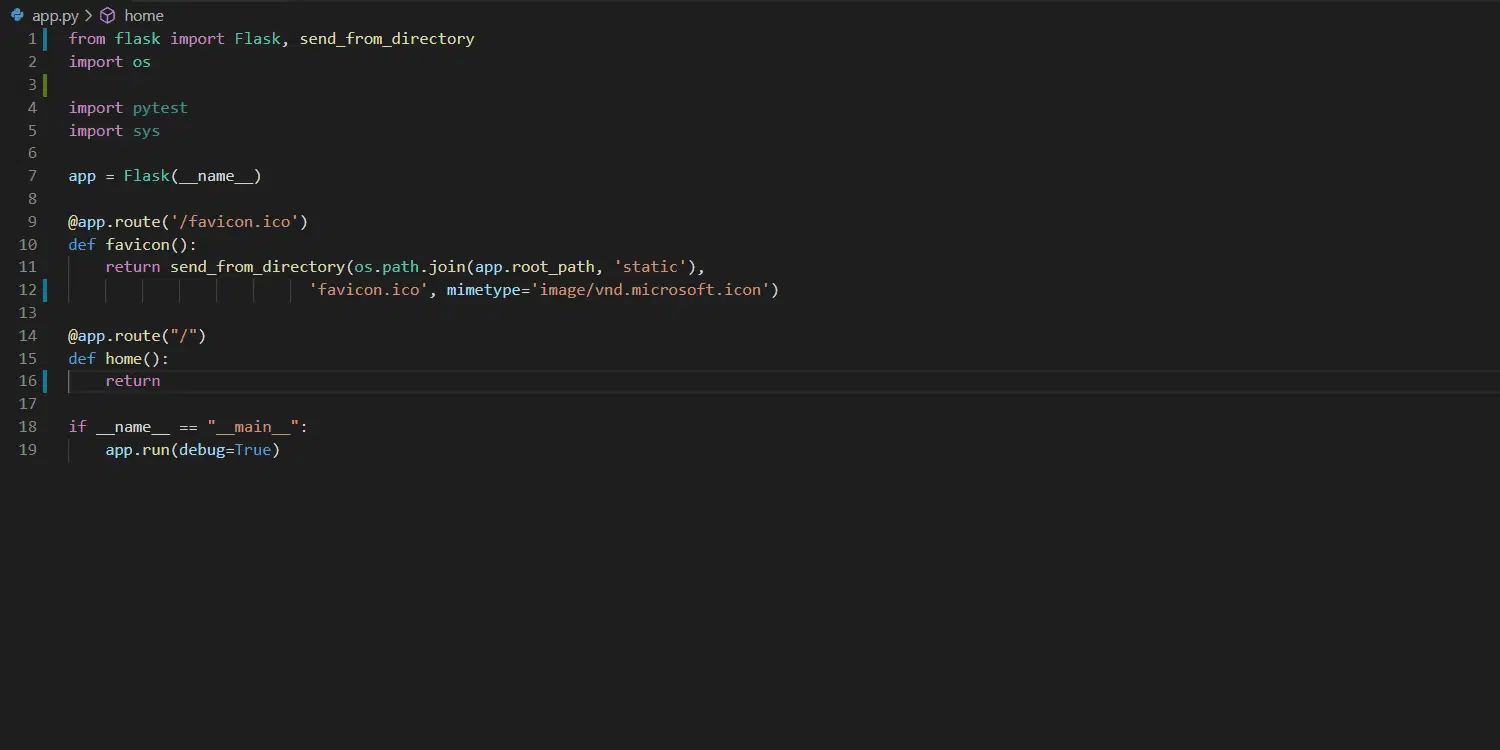 app.py > home
1 from flask import Flask, send_from_directory
2 import os
3
4 import pytest
5 import sys
6
7 app = Flask(__name__)
8
9 @app.route('/favicon.ico')
10 def favicon():
11     return send_from_directory(os.path.join(app.root_path, 'static'),
12                           'favicon.ico', mimetype='image/vnd.microsoft.icon')
13
14 @app.route("/")
15 def home():
16     return
17
18 if __name__ == "__main__":
19     app.run(debug=True)